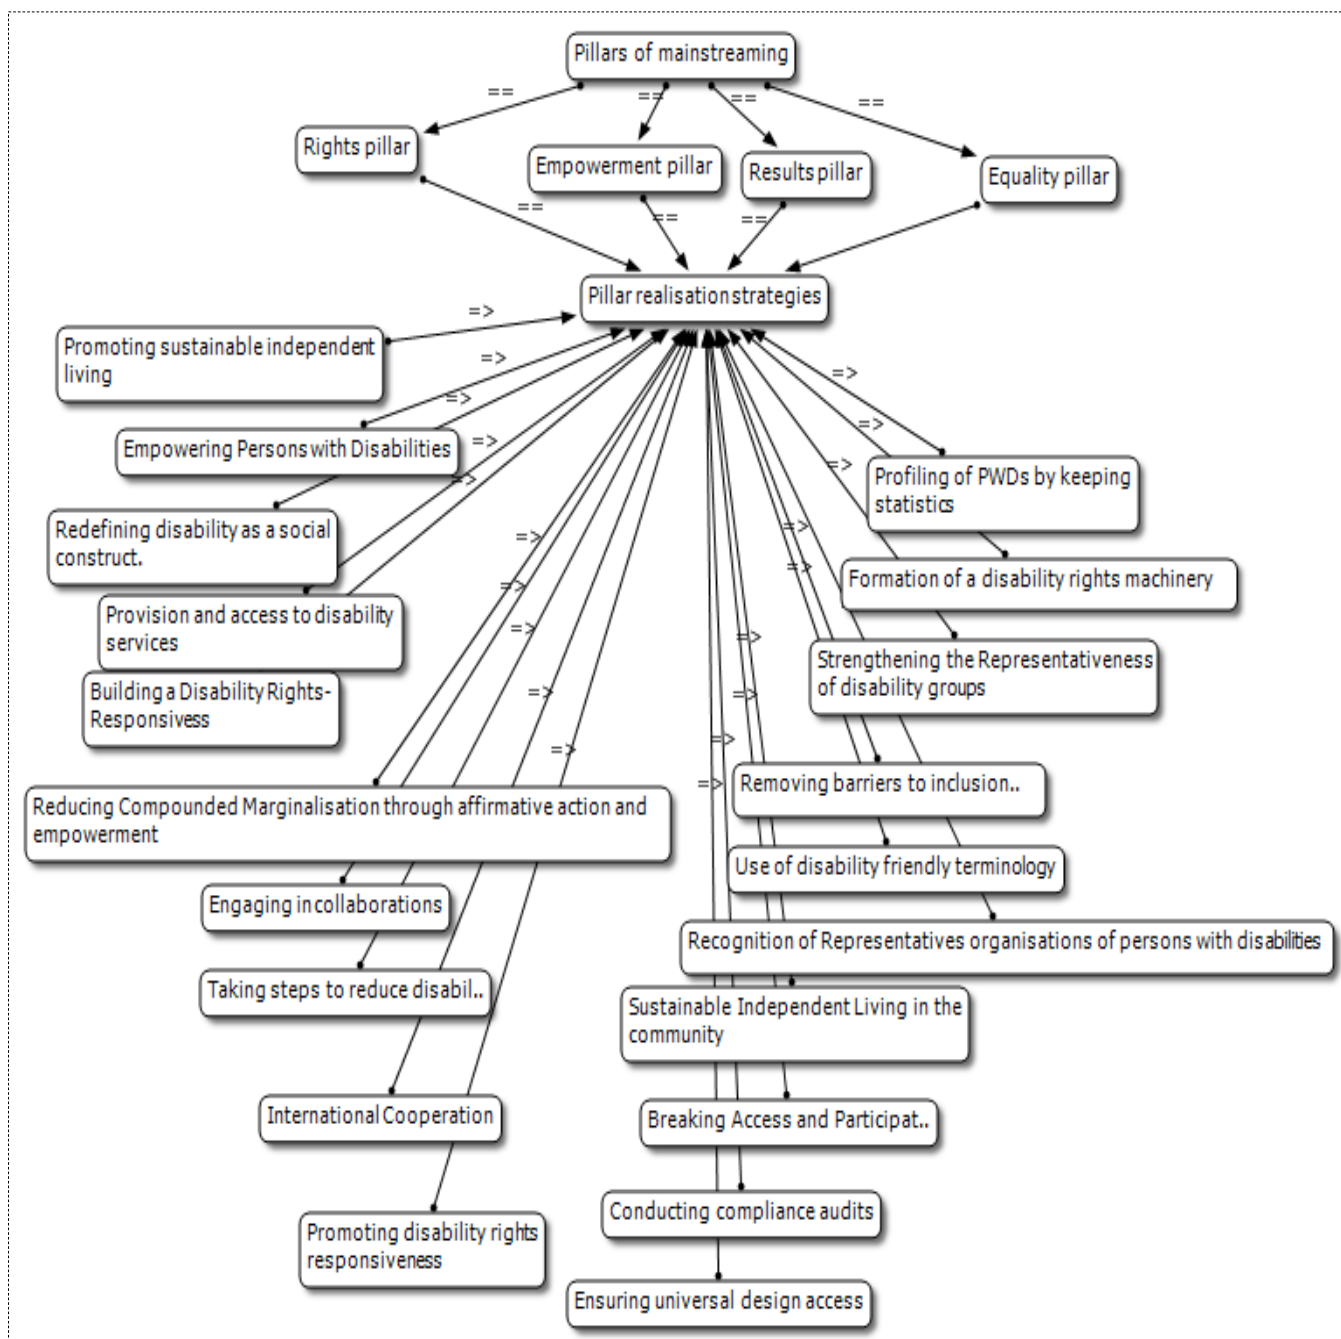 Pillars of mainstreaming
==
==
==
==
Rights pillar
Empowerment pillar
Results pillar
Equality pillar
==
==
==
Pillar realisation strategies
=>
Promoting sustainable independent
living
=>
=>
Empowering Persons with Disabilities
=>
=>
Redefining disability as a social
construct.
Provision and access to disability
services
Building a Disability Rights-
Responsivess
=>
=>
=>
=>
=>
Reducing Compounded Marginalisation through affirmative action and
empowerment
Engaging in collaborations
Taking steps to reduce disabil..
International Cooperation
Promoting disability rights
responsiveness
=>
=>
=>
Profiling of PWDs by keeping
statistics
=>
=>
Formation of a disability rights machinery
=>
Strengthening the Representativeness
of disability groups
=>
=>
=>
Removing barriers to inclusion..
Use of disability friendly terminology
Recognition of Representatives organisations of persons with disabilities
Sustainable Independent Living in the
community
Breaking Access and Participat..
Conducting compliance audits
Ensuring universal design access